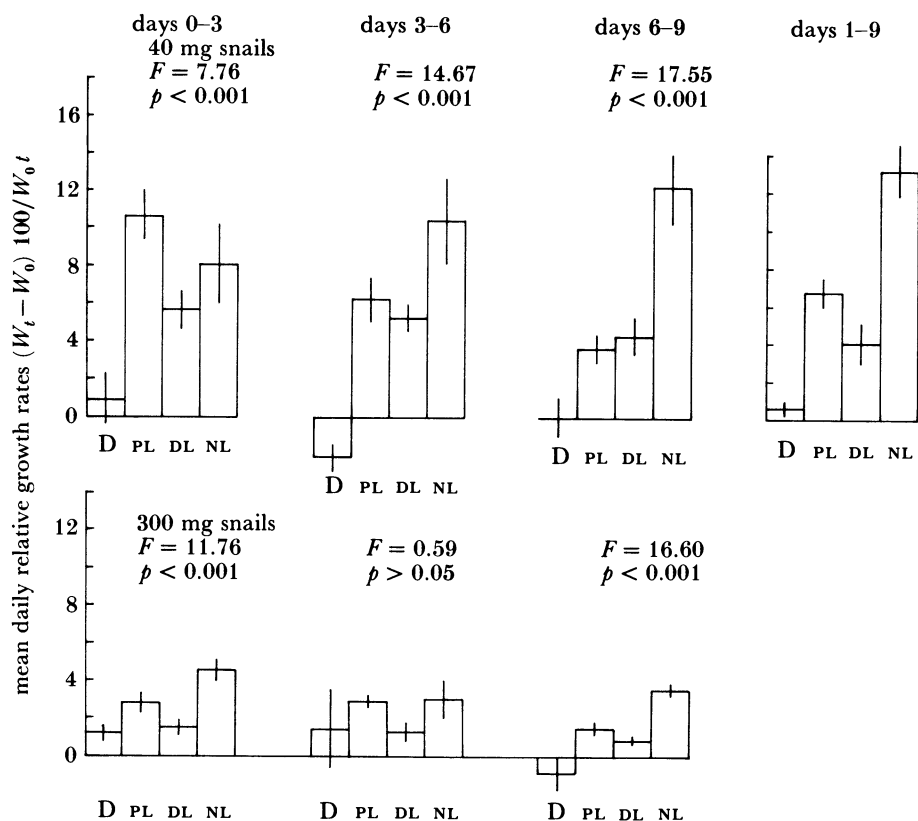 days 0–3
days 3–6
days 6–9
days 1–9
40 mg snails
F = 7.76
p < 0.001
F = 14.67
p < 0.001
F = 17.55
p < 0.001
16
12
8
4
0
D PL DL NL
D PL DL NL
D PL DL NL
D PL DL NL
mean daily relative growth rates (Wt − W0) 100/W0 t
300 mg snails
F = 11.76
p < 0.001
F = 0.59
p > 0.05
F = 16.60
p < 0.001
12
8
4
0
D PL DL NL
D PL DL NL
D PL DL NL